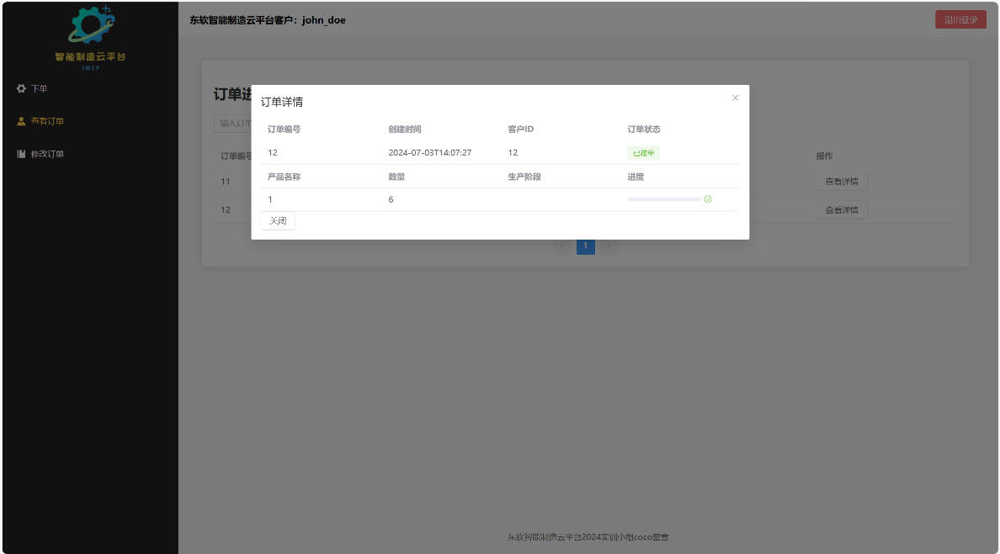 智能制造云平台
IMCP
东软智能制造云平台客户：john_doe
退出登录
下单
查看订单
修改订单
订单进
输入订单
订单编号
操作
11
查看详情
12
查看详情
订单详情
订单编号 创建时间 客户ID 订单状态
12 2024-07-03T14:07:27 12 已接单
产品名称 数量 生产阶段 进度
1 6
关闭
1
东软智能制造云平台2024实训小组coco蜜言